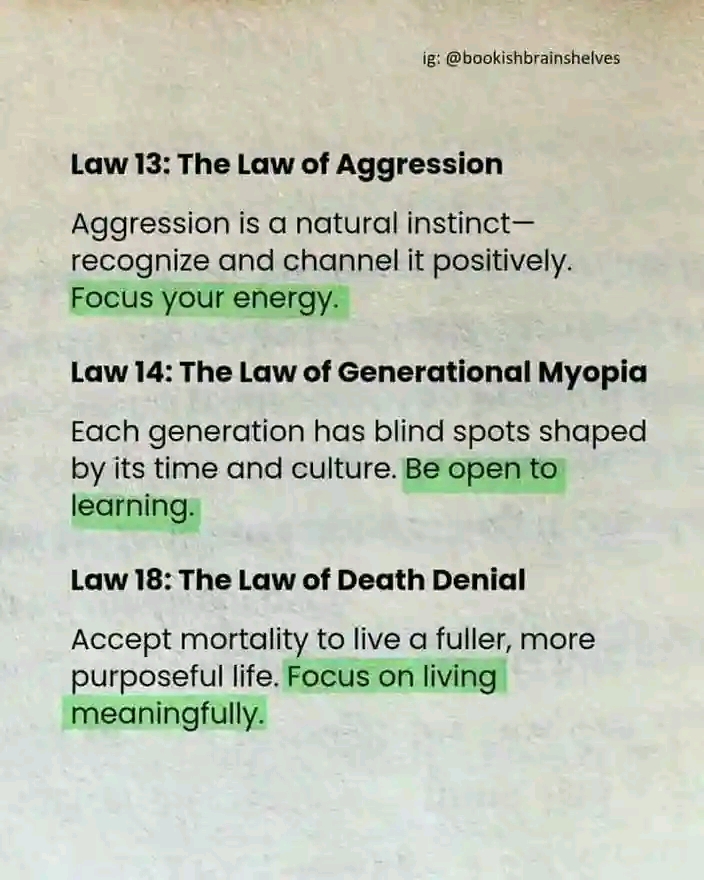 ig: @bookishbrainshelves
Law 13: The Law of Aggression
Aggression is a natural instinct—
recognize and channel it positively.
Focus your energy.
Law 14: The Law of Generational Myopia
Each generation has blind spots shaped
by its time and culture. Be open to
learning.
Law 18: The Law of Death Denial
Accept mortality to live a fuller, more
purposeful life. Focus on living
meaningfully.